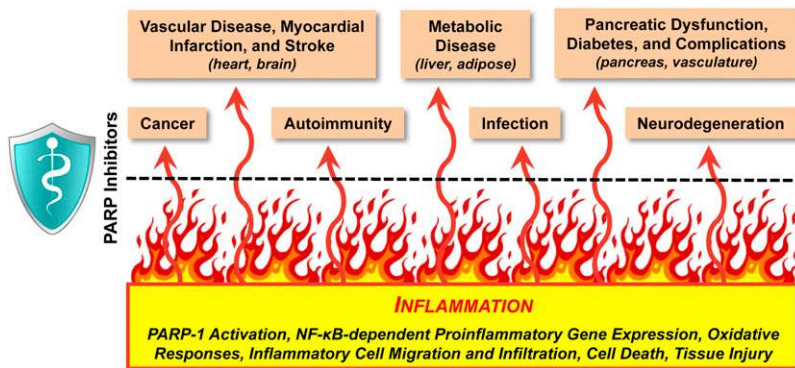 Vascular Disease, Myocardial
Infarction, and Stroke
(heart, brain)
Metabolic
Disease
(liver, adipose)
Pancreatic Dysfunction,
Diabetes, and Complications
(pancreas, vasculature)
Cancer
Autoimmunity
Infection
Neurodegeneration
PARP Inhibitors
INFLAMMATION
PARP-1 Activation, NF-κB-dependent Proinflammatory Gene Expression, Oxidative
Responses, Inflammatory Cell Migration and Infiltration, Cell Death, Tissue Injury